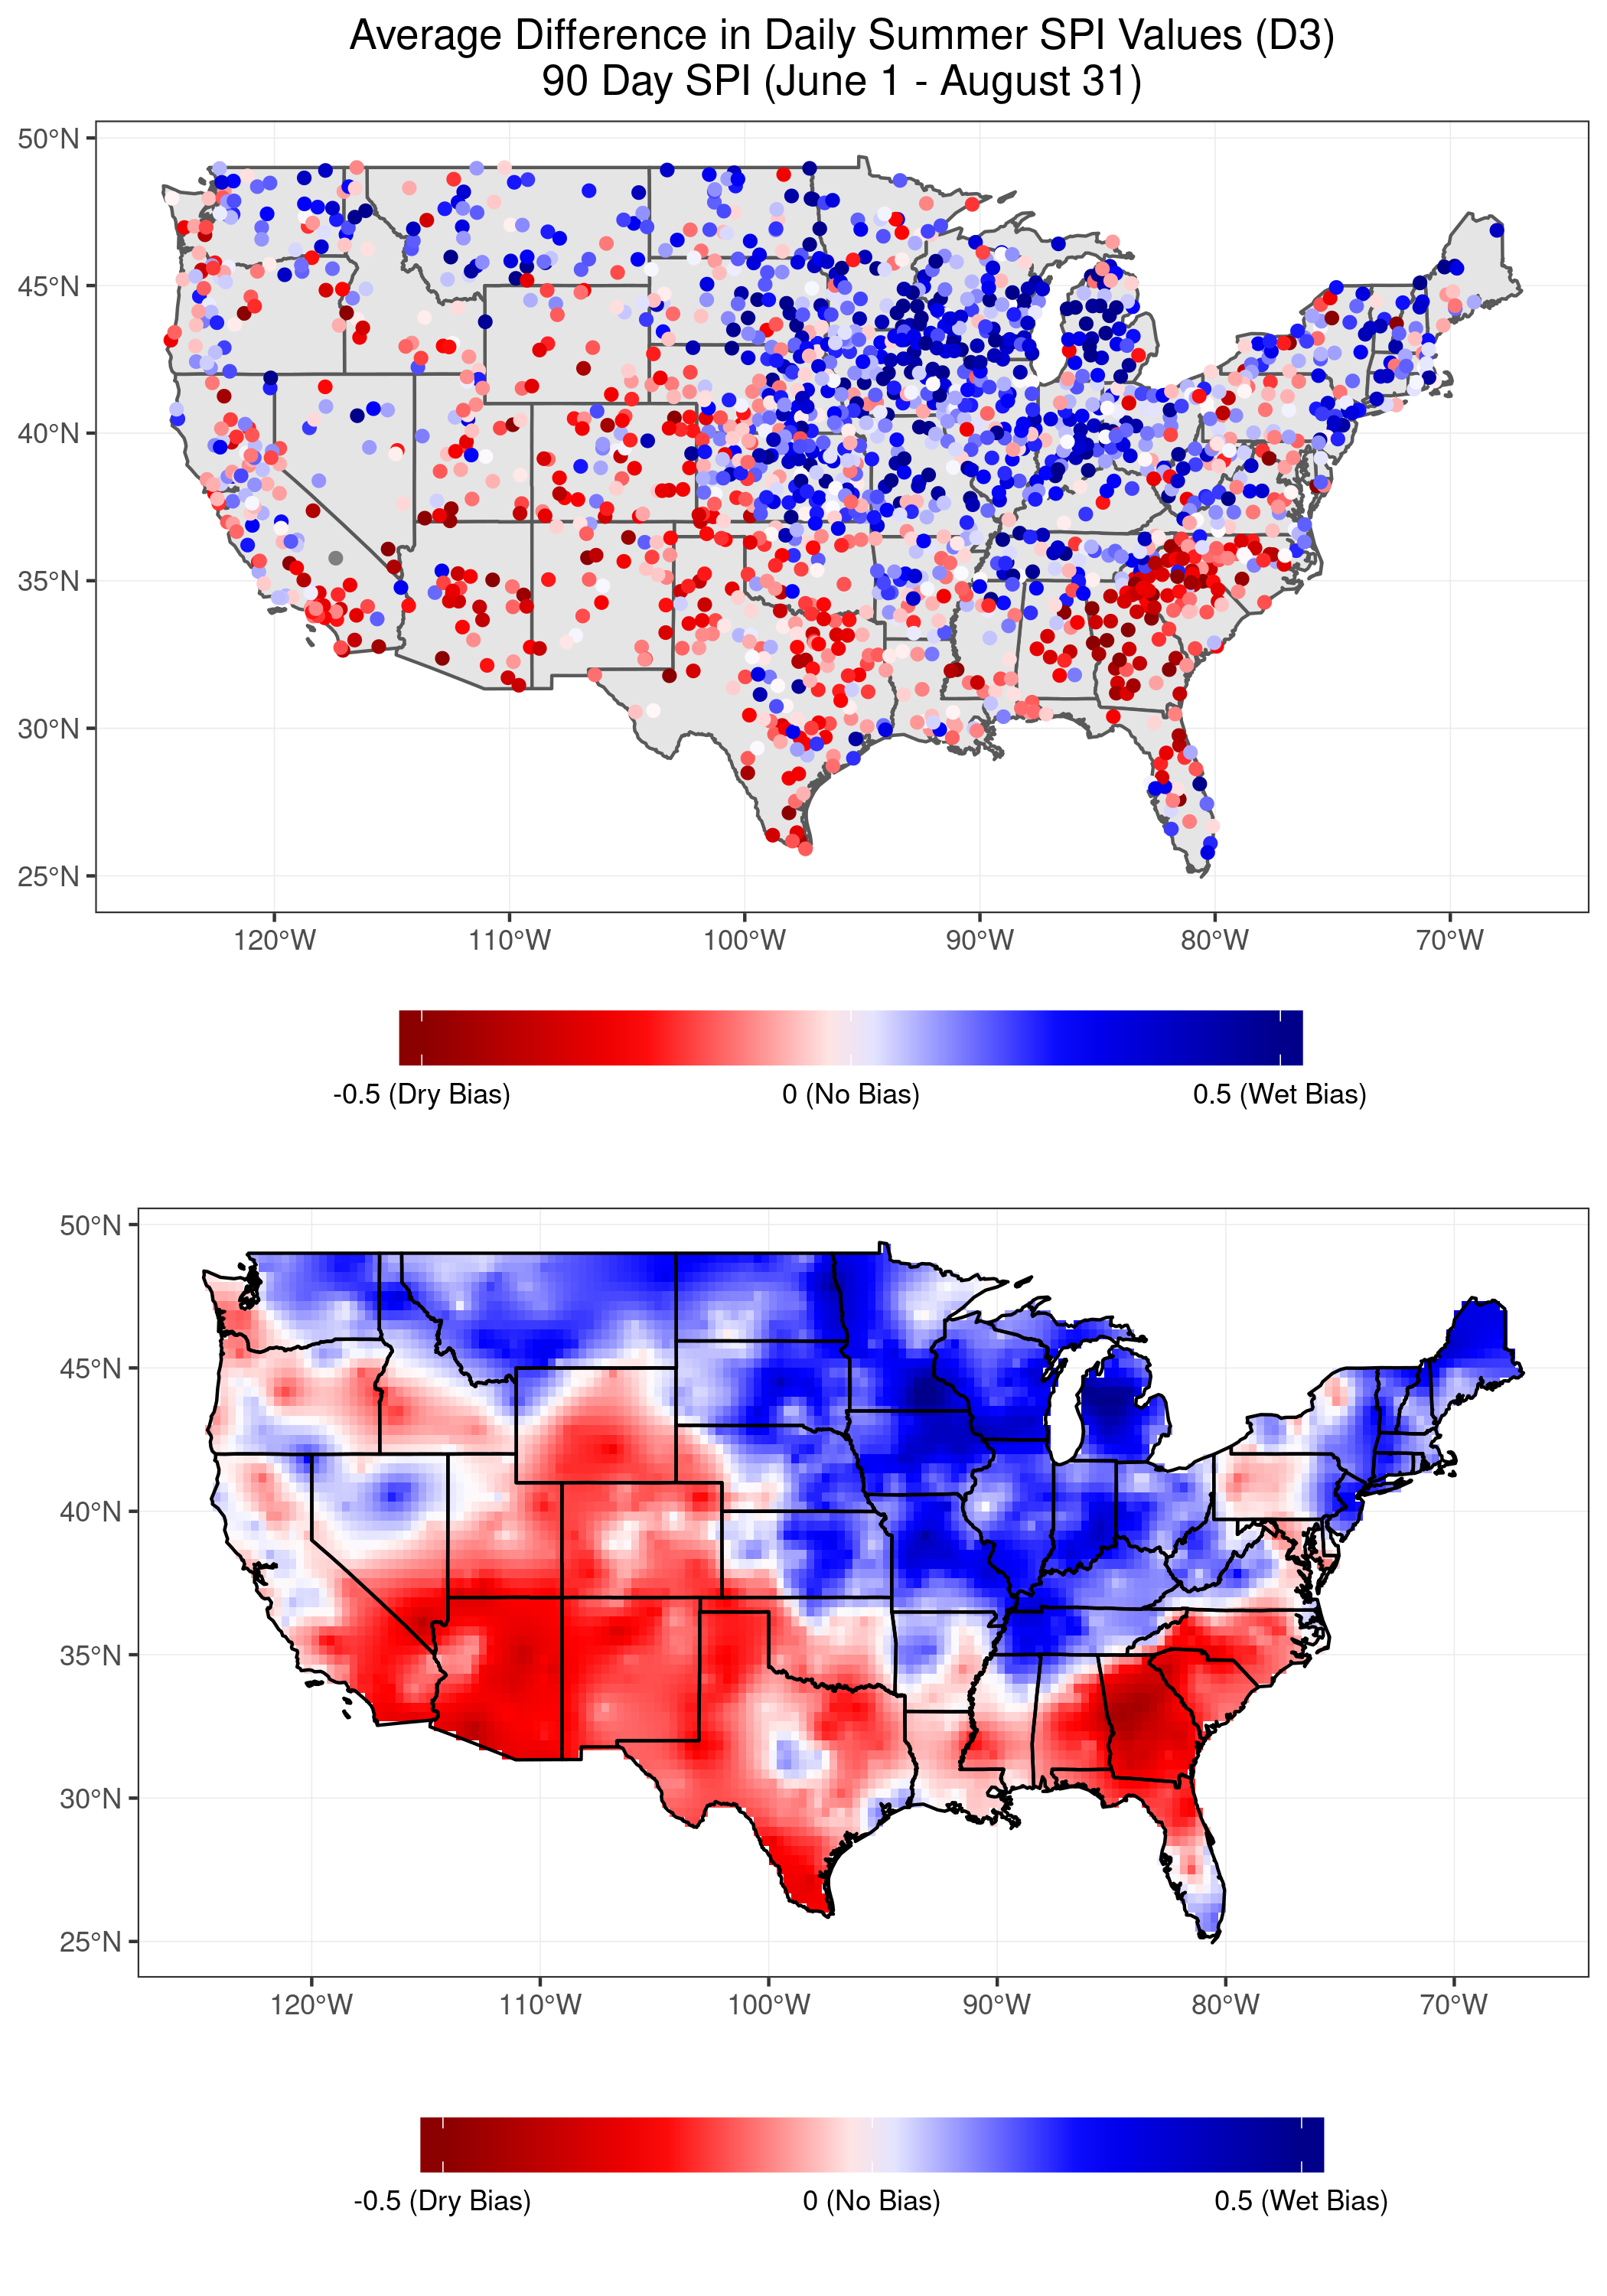 Average Difference in Daily Summer SPI Values (D3)
90 Day SPI (June 1 - August 31)
50°N
45°N
40°N
35°N
30°N
25°N
120°W 110°W 100°W 90°W 80°W 70°W
-0.5 (Dry Bias) 0 (No Bias) 0.5 (Wet Bias)
50°N
45°N
40°N
35°N
30°N
25°N
120°W 110°W 100°W 90°W 80°W 70°W
-0.5 (Dry Bias) 0 (No Bias) 0.5 (Wet Bias)